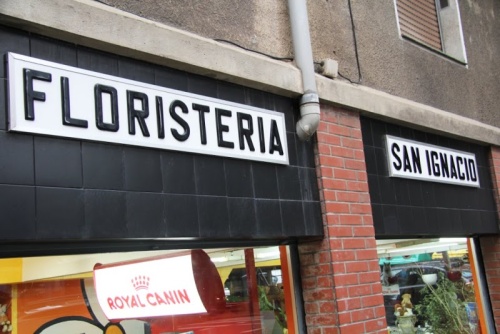 FLORISTERIA
SAN IGNACIO
ROYAL CANIN